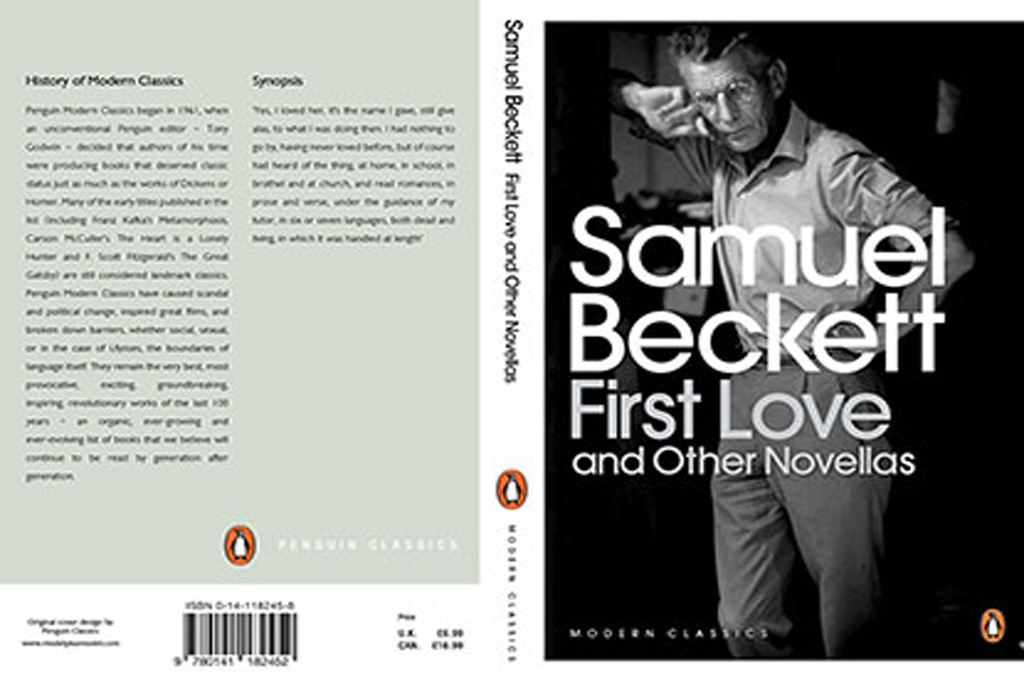 History of Modern Classics
Penguin Modern Classics began in 1961, when
an unconventional Penguin editor - Tony
Godwin - decided that authors of his time
were producing books that deserved classic
status just as much as the works of Dickens or
Homer. Many of the early titles published in the
list (including Franz Kafka's Metamorphosis,
Carson McCuller's The Heart is a Lonely
Hunter and F. Scott Fitzgerald's The Great
Gatsby) are still considered landmark classics.
Penguin Modern Classics have caused scandal
and political change, inspired great films, and
broken down barriers, whether social, sexual,
or in the case of Ulysses, the boundaries of
language itself. They remain the very best, most
provocative, exciting, groundbreaking,
inspiring, revolutionary works of the last 100
years - an organic, ever-growing and
ever-evolving list of books that we believe will
continue to be read by generation after
generation.
Synopsis
'Yes, I loved her, it's the name I gave, still give
alas, to what I was doing then. I had nothing to
go by, having never loved before, but of course
had heard of the thing, at home, in school, in
brothel and at church, and read romances, in
prose and verse, under the guidance of my
tutor, in six or seven languages, both dead and
living, in which it was handled at length'
PENGUIN CLASSICS
Original cover design by
Penguin Classics
ISBN 0-14-118245-8
9 780141 182452
Price
U.K. £6.99
CAN. £16.99
Samuel Beckett First Love and Other Novellas
MODERN CLASSICS
Samuel
Beckett
First Love
and Other Novellas
MODERN CLASSICS